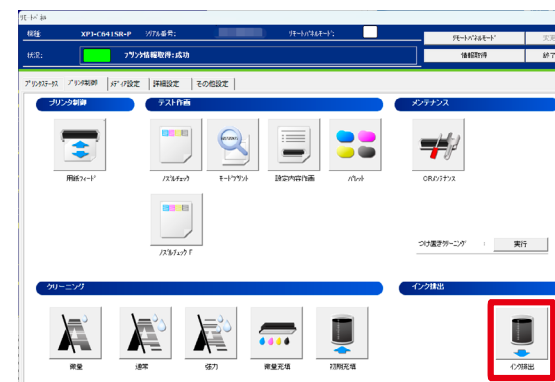 ﾘﾓｰﾄﾊﾟﾈﾙ
機種: XPJ-C641SR-P ｼﾘｱﾙ番号: ﾘﾓｰﾄﾊﾟﾈﾙﾓｰﾄﾞ: ﾘﾓｰﾄﾊﾟﾈﾙﾓｰﾄﾞ 変更
状況: ﾌﾟﾘﾝﾀ情報取得:成功 情報取得 終了
ﾌﾟﾘﾝﾀｽﾃｰﾀｽ ﾌﾟﾘﾝﾀ制御 ﾒﾃﾞｨｱ設定 詳細設定 その他設定
プリンタ制御 テスト作画 メンテナンス
用紙ﾌｨｰﾄﾞ ﾉｽﾞﾙﾁｪｯｸ ﾓｰﾄﾞﾌﾟﾘﾝﾄ 設定内容作画 ﾊﾟﾚｯﾄ CRﾒﾝﾃﾅﾝｽ
ﾉｽﾞﾙﾁｪｯｸ F
つけ置きｸﾘｰﾆﾝｸﾞ : 実行
クリーニング インク排出
微量 通常 強力 微量充填 初期充填 ｲﾝｸ排出